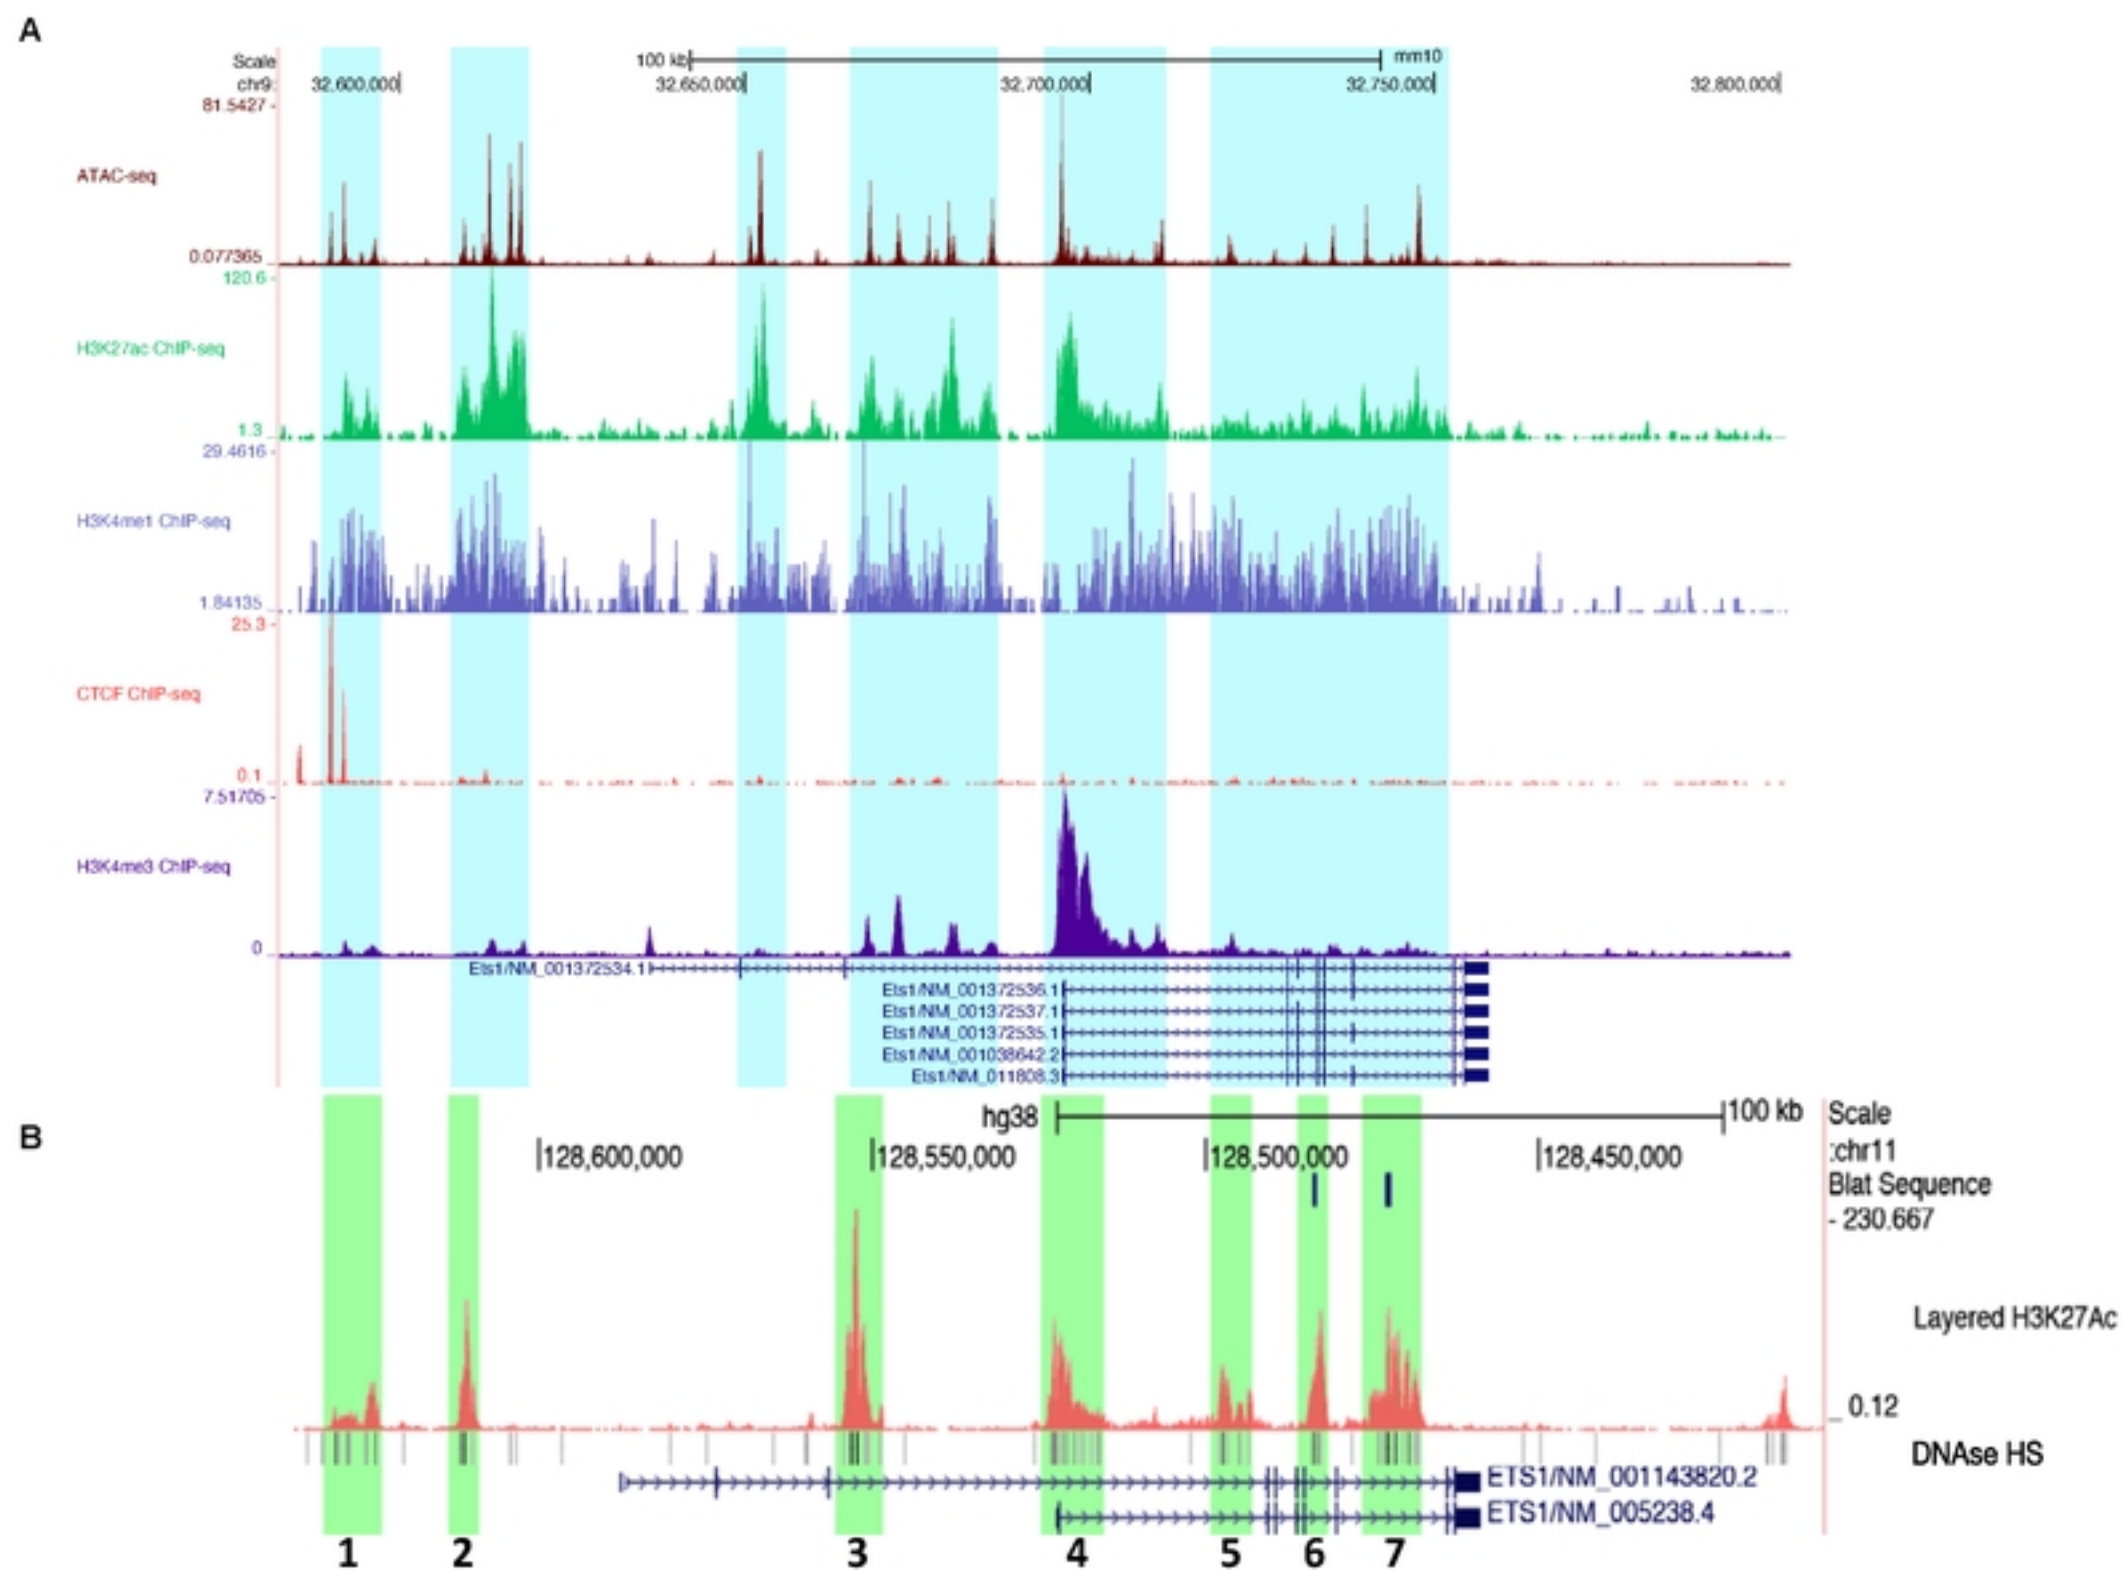 A
Scale 100 kb mm10
chr9: 32,600,000 32,650,000 32,700,000 32,750,000 32,800,000
81.5427
ATAC-seq
0.077365
120.6
H3K27ac ChIP-seq
1.3
29.4616
H3K4me1 ChIP-seq
1.84135
25.3
CTCF ChIP-seq
0.1
7.51705
H3K4me3 ChIP-seq
0
Ets1/NM_001372534.1
Ets1/NM_001372536.1
Ets1/NM_001372537.1
Ets1/NM_001372535.1
Ets1/NM_001038642.2
Ets1/NM_011808.3
B
hg38 100 kb Scale
128,600,000 128,550,000 128,500,000 128,450,000 :chr11
Blat Sequence
- 230.667
Layered H3K27Ac
_ 0.12
DNAse HS
ETS1/NM_001143820.2
ETS1/NM_005238.4
1 2 3 4 5 6 7